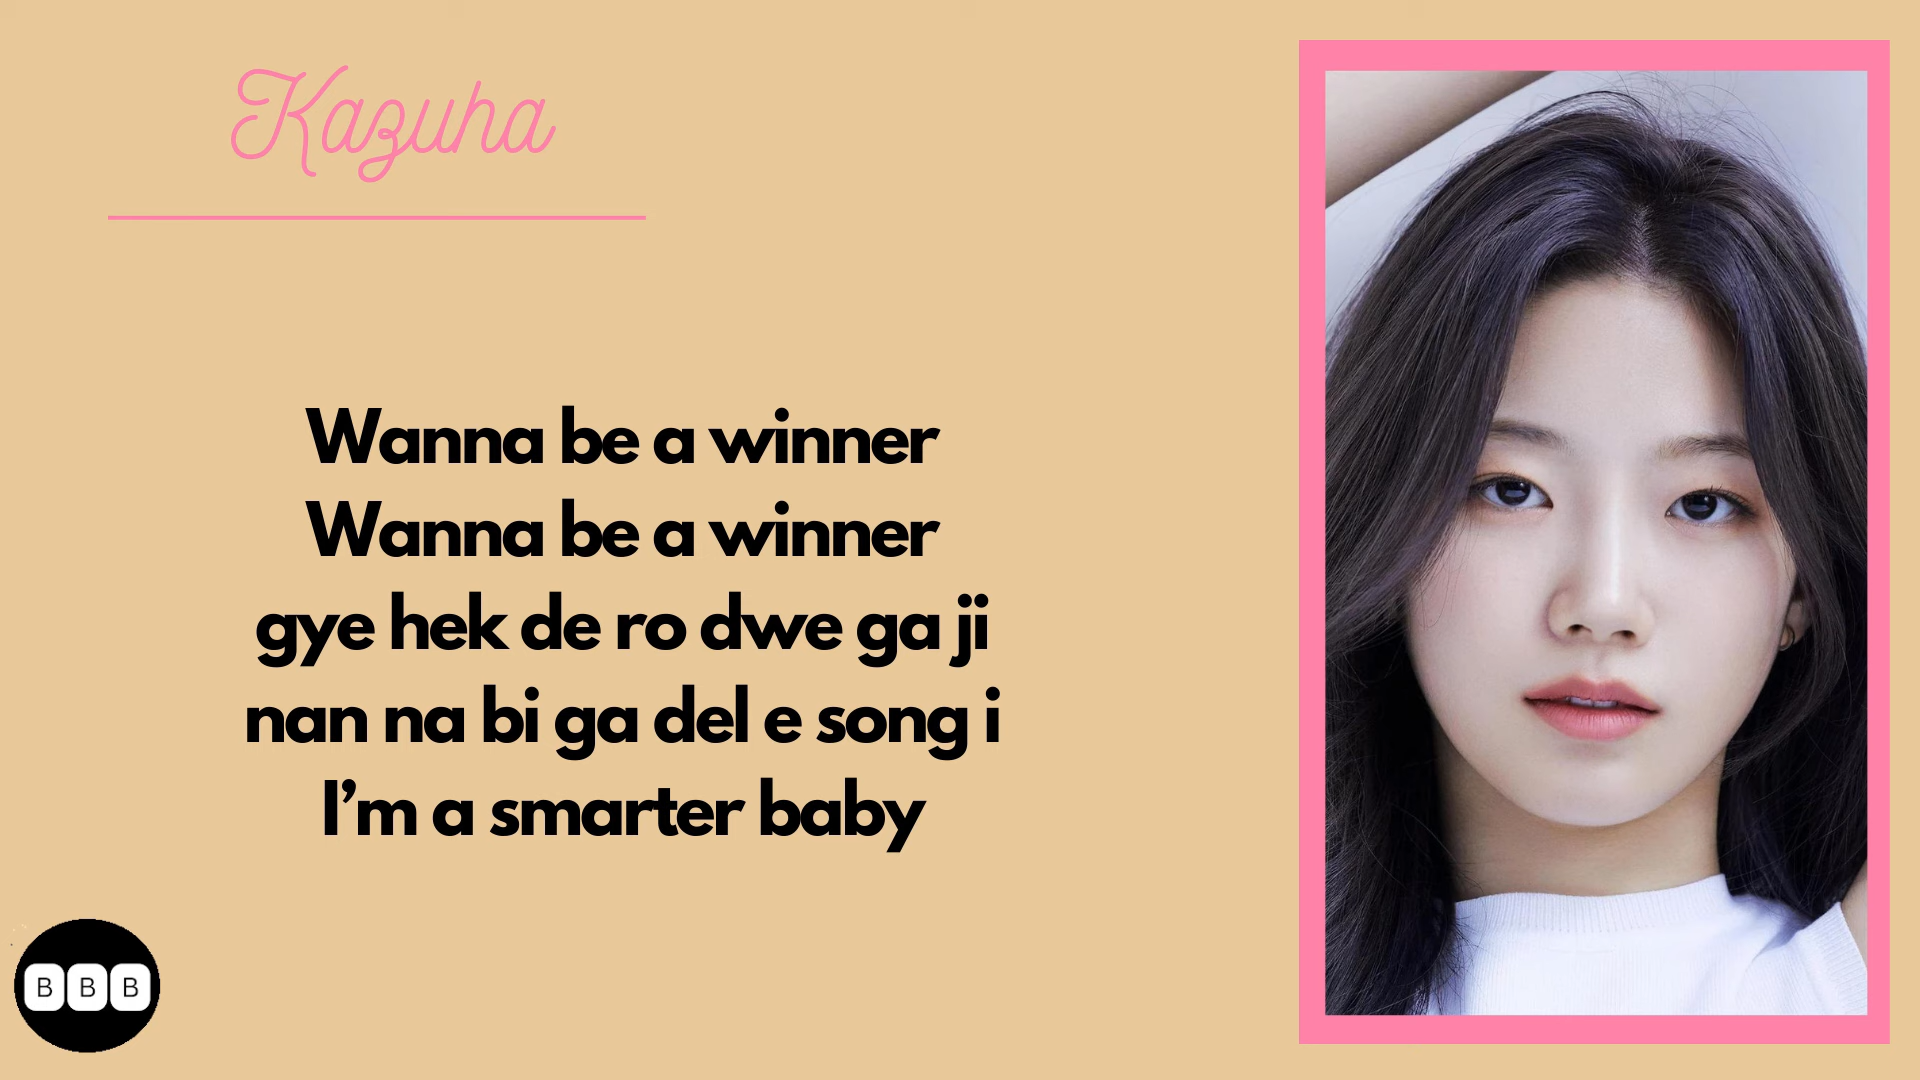 Kazuha
Wanna be a winner
Wanna be a winner
gye hek de ro dwe ga ji
nan na bi ga del e song i
I’m a smarter baby
B B B